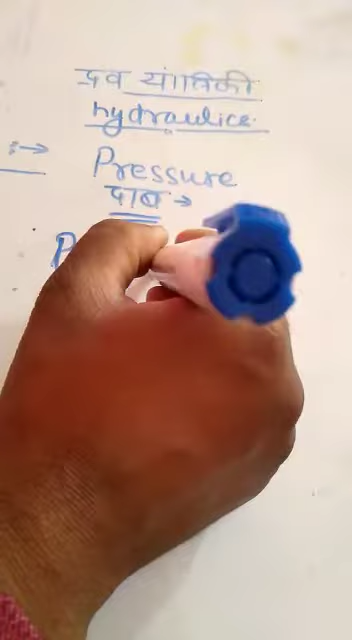 द्रव यांत्रिकी
hydraulice.
:→ Pressure
दाब →
P